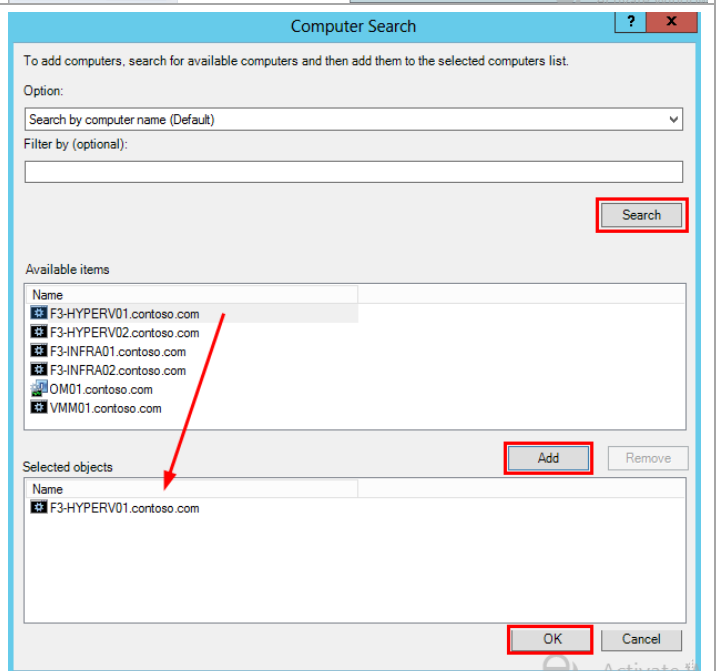 Computer Search
? x
To add computers, search for available computers and then add them to the selected computers list.
Option:
Search by computer name (Default)
Filter by (optional):
Search
Available items
Name
F3-HYPERV01.contoso.com
F3-HYPERV02.contoso.com
F3-INFRA01.contoso.com
F3-INFRA02.contoso.com
OM01.contoso.com
VMM01.contoso.com
Add Remove
Selected objects
Name
F3-HYPERV01.contoso.com
OK Cancel